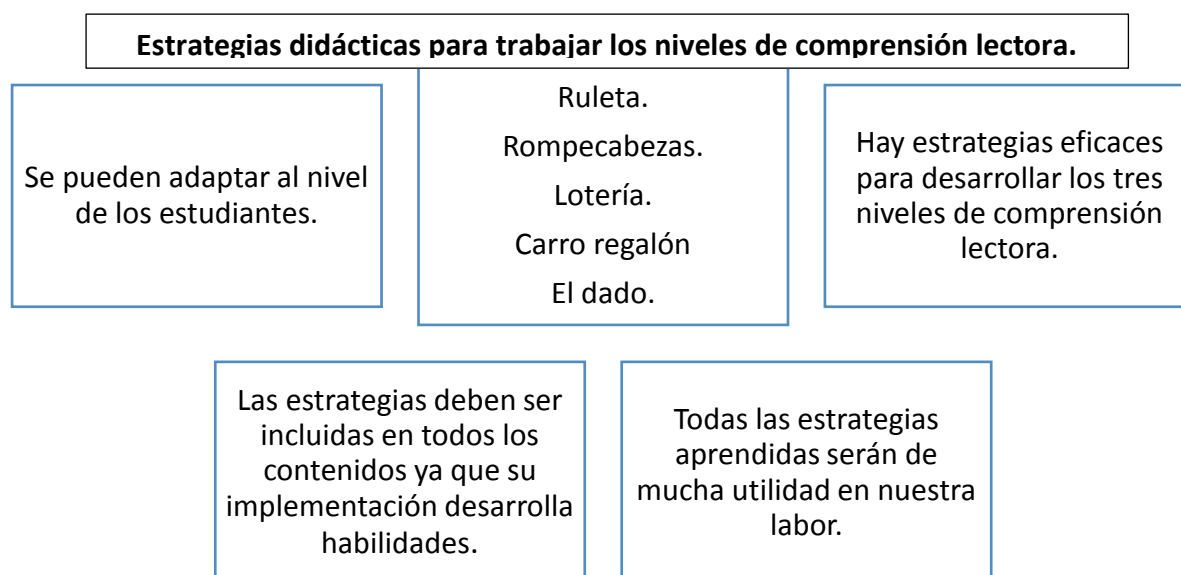 Estrategias didácticas para trabajar los niveles de comprensión lectora.
Se pueden adaptar al nivel
de los estudiantes.
Ruleta.
Rompecabezas.
Lotería.
Carro regalón
El dado.
Hay estrategias eficaces
para desarrollar los tres
niveles de comprensión
lectora.
Las estrategias deben ser
incluidas en todos los
contenidos ya que su
implementación desarrolla
habilidades.
Todas las estrategias
aprendidas serán de
mucha utilidad en nuestra
labor.